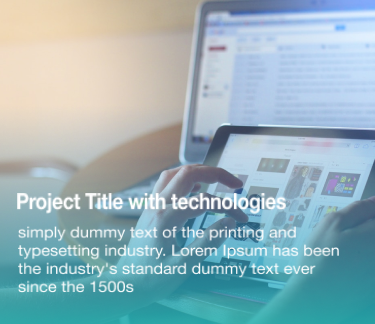 Project Title with technologies
simply dummy text of the printing and
typesetting industry. Lorem Ipsum has been
the industry's standard dummy text ever
since the 1500s